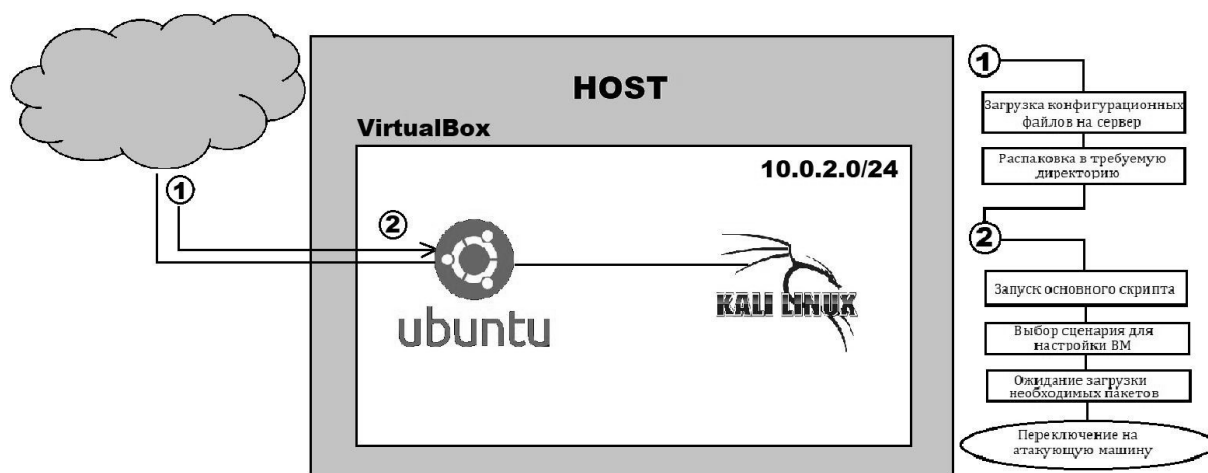 HOST
VirtualBox
10.0.2.0/24
1
2
ubuntu
KALI LINUX
1
Загрузка конфигурационных
файлов на сервер
Распаковка в требуемую
директорию
2
Запуск основного скрипта
Выбор сценария для
настройки ВМ
Ожидание загрузки
необходимых пакетов
Переключение на
атакующую машину